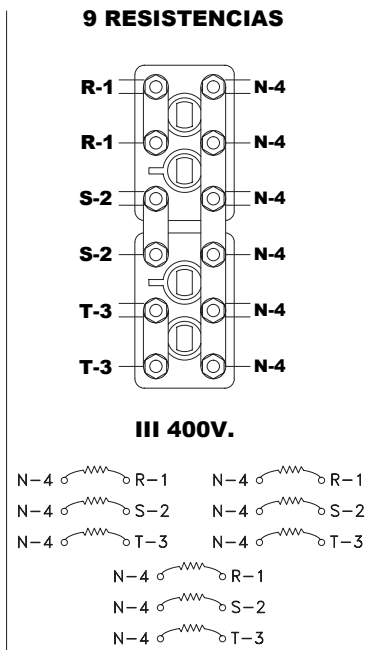 9 RESISTENCIAS
R-1 N-4
R-1 N-4
S-2 N-4
S-2 N-4
T-3 N-4
T-3 N-4
III 400V.
N-4 R-1 N-4 R-1
N-4 S-2 N-4 S-2
N-4 T-3 N-4 T-3
N-4 R-1
N-4 S-2
N-4 T-3